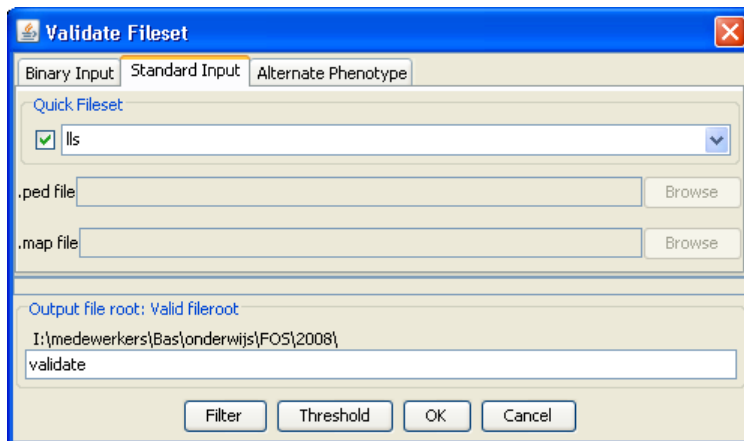 Validate Fileset
Binary Input Standard Input Alternate Phenotype
Quick Fileset
lls
.ped file Browse
.map file Browse
Output file root: Valid fileroot
I:\medewerkers\Bas\onderwijs\FOS\2008\
validate
Filter Threshold OK Cancel